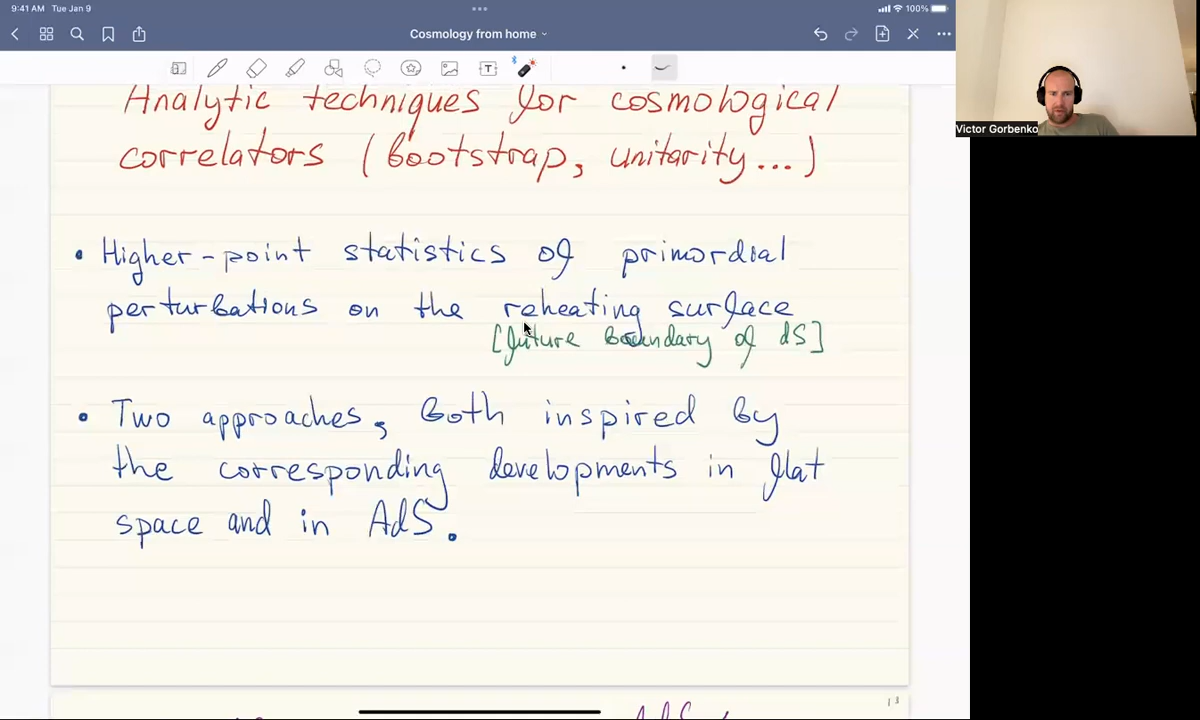 9:41 AM Tue Jan 9
100%
Cosmology from home
Victor Gorbenko
Analytic techniques for cosmological
correlators (bootstrap, unitarity...)
• Higher-point statistics of primordial
perturbations on the reheating surface
[future boundary of dS]
• Two approaches, both inspired by
the corresponding developments in flat
space and in AdS.